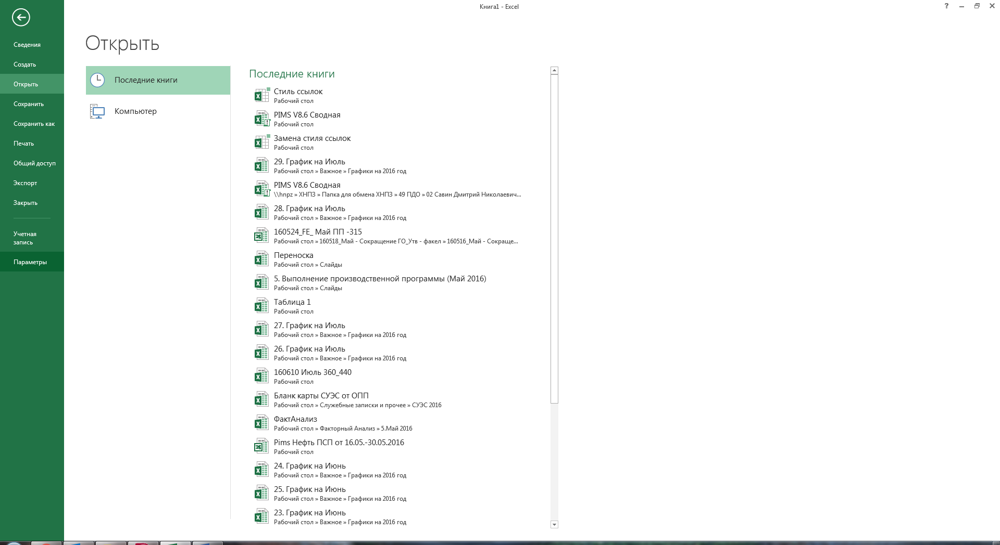 Книга1 - Excel
?
Открыть
Сведения
Создать
Открыть
Сохранить
Сохранить как
Печать
Общий доступ
Экспорт
Закрыть
Учетная
запись
Параметры
Последние книги
Компьютер
Последние книги
Стиль ссылок
Рабочий стол
PIMS V8.6 Сводная
Рабочий стол
Замена стиля ссылок
Рабочий стол
29. График на Июль
Рабочий стол » Важное » Графики на 2016 год
PIMS V8.6 Сводная
\\hnpz » ХНПЗ » Папка для обмена ХНПЗ » 49 ПДО » 02 Савин Дмитрий Николаевич...
28. График на Июль
Рабочий стол » Важное » Графики на 2016 год
160524_FE_ Май ПП -315
Рабочий стол » 160518_Май - Сокращение ГО_Утв - факел » 160516_Май - Сокраще...
Переноска
Рабочий стол » Слайды
5. Выполнение производственной программы (Май 2016)
Рабочий стол » Слайды
Таблица 1
Рабочий стол
27. График на Июль
Рабочий стол » Важное » Графики на 2016 год
26. График на Июль
Рабочий стол » Важное » Графики на 2016 год
160610 Июль 360_440
Рабочий стол
Бланк карты СУЭС от ОПП
Рабочий стол » Служебные записки и прочее » СУЭС 2016
ФактАнализ
Рабочий стол » Факторный Анализ » 5.Май 2016
Pims Нефть ПСП от 16.05.-30.05.2016
Рабочий стол
24. График на Июнь
Рабочий стол » Важное » Графики на 2016 год
25. График на Июнь
Рабочий стол » Важное » Графики на 2016 год
23. График на Июнь
Рабочий стол » Важное » Графики на 2016 год